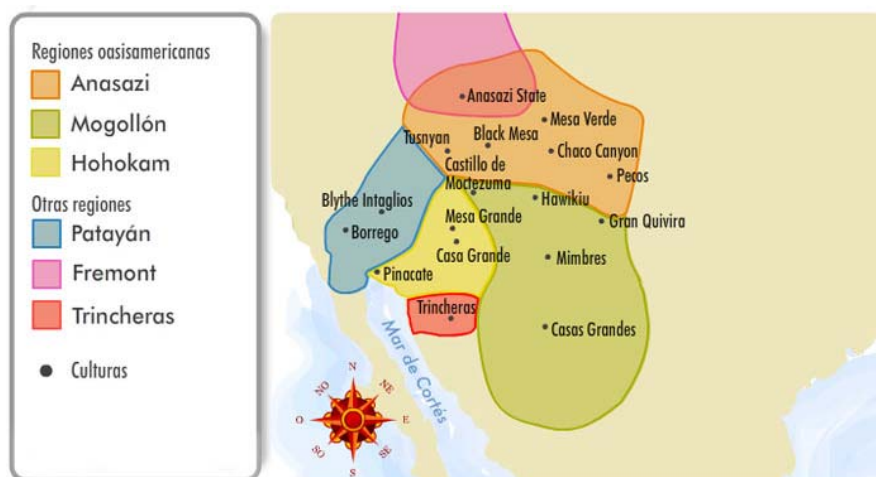 Regiones oasisamericanas
Anasazi
Mogollón
Hohokam
Otras regiones
Patayán
Fremont
Trincheras
Culturas
Anasazi State
Mesa Verde
Black Mesa
Tusnyan
Chaco Canyon
Castillo de
Moctezuma
Pecos
Blythe Intaglios
Hawikiu
Mesa Grande
Gran Quivira
Borrego
Casa Grande
Mimbres
Pinacate
Trincheras
Casas Grandes
Mar de Cortés
N
NO
NE
O
E
SO
SE
S